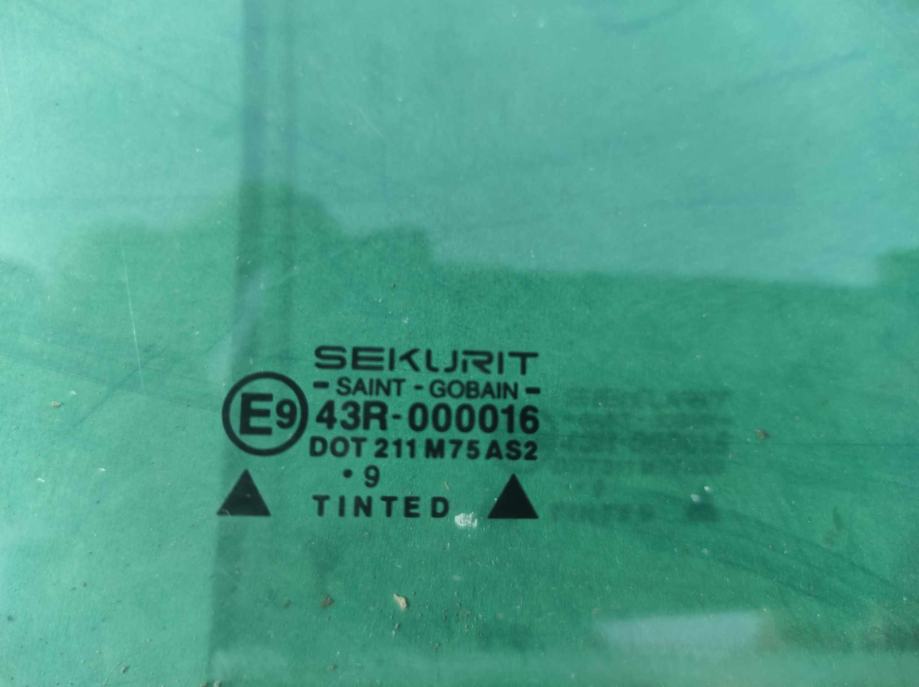 SEKURIT
- SAINT - GOBAIN -
E9 43R-000016
DOT 211 M75 AS2
·9
TINTED